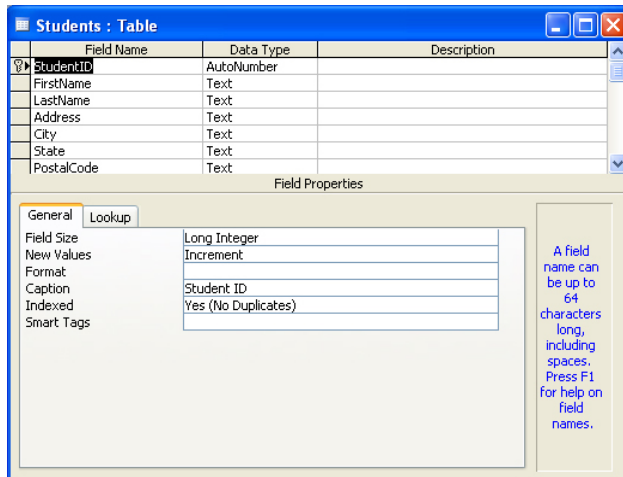 Students : Table
Field Name Data Type Description
StudentID AutoNumber
FirstName Text
LastName Text
Address Text
City Text
State Text
PostalCode Text
Field Properties
General Lookup
Field Size Long Integer
New Values Increment
Format
Caption Student ID
Indexed Yes (No Duplicates)
Smart Tags
A field
name can
be up to
64
characters
long,
including
spaces.
Press F1
for help on
field
names.